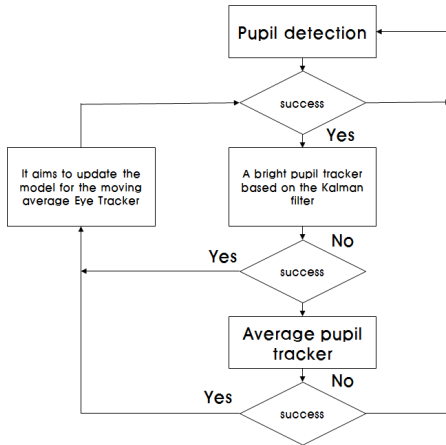 Pupil detection
success
Yes
It aims to update the
model for the moving
average Eye Tracker
A bright pupil tracker
based on the Kalman
filter
Yes
No
success
Average pupil
tracker
Yes
No
success